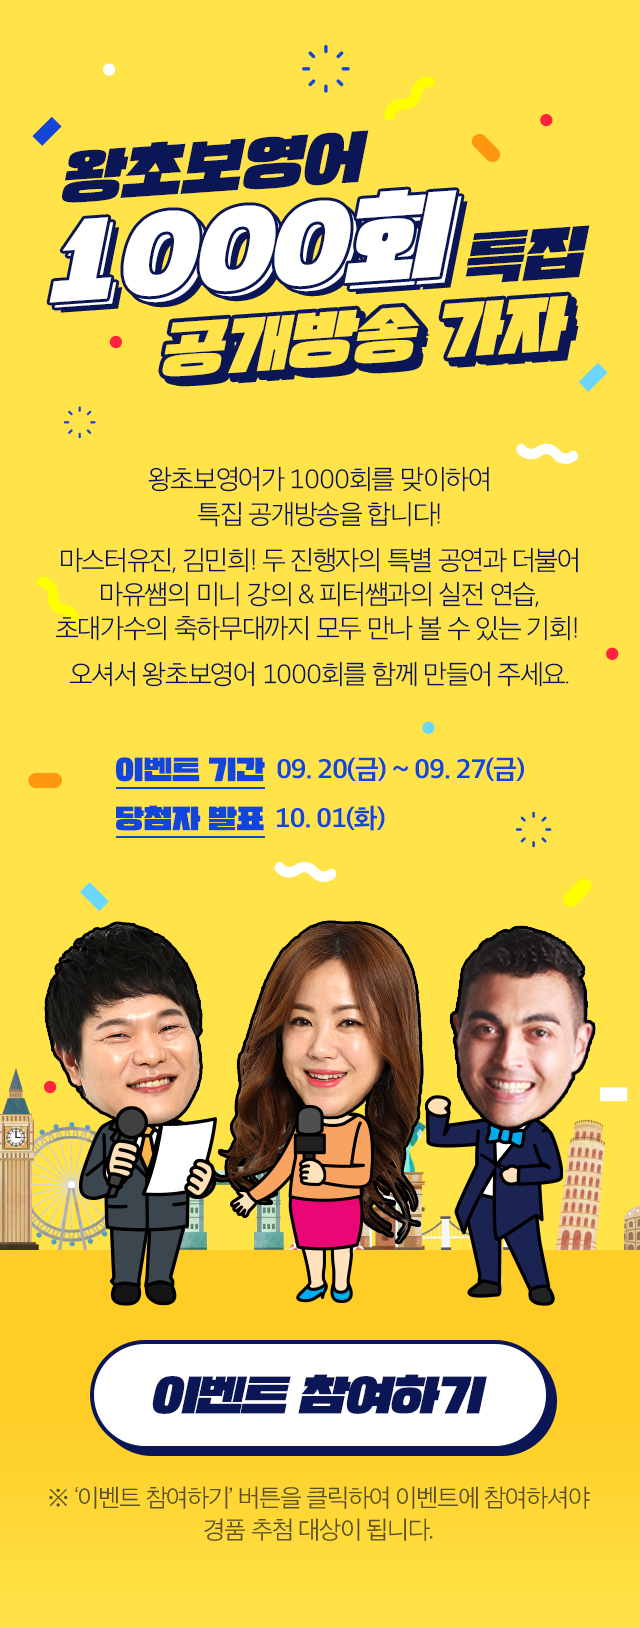 왕초보영어
1000회 특집
공개방송 가자
왕초보영어가 1000회를 맞이하여
특집 공개방송을 합니다!
마스터유진, 김민희! 두 진행자의 특별 공연과 더불어
마유쌤의 미니 강의 & 피터쌤과의 실전 연습,
초대가수의 축하무대까지 모두 만나 볼 수 있는 기회!
오셔서 왕초보영어 1000회를 함께 만들어 주세요.
이벤트 기간 09. 20(금) ~ 09. 27(금)
당첨자 발표 10. 01(화)
이벤트 참여하기
※ ‘이벤트 참여하기’ 버튼을 클릭하여 이벤트에 참여하셔야
경품 추첨 대상이 됩니다.